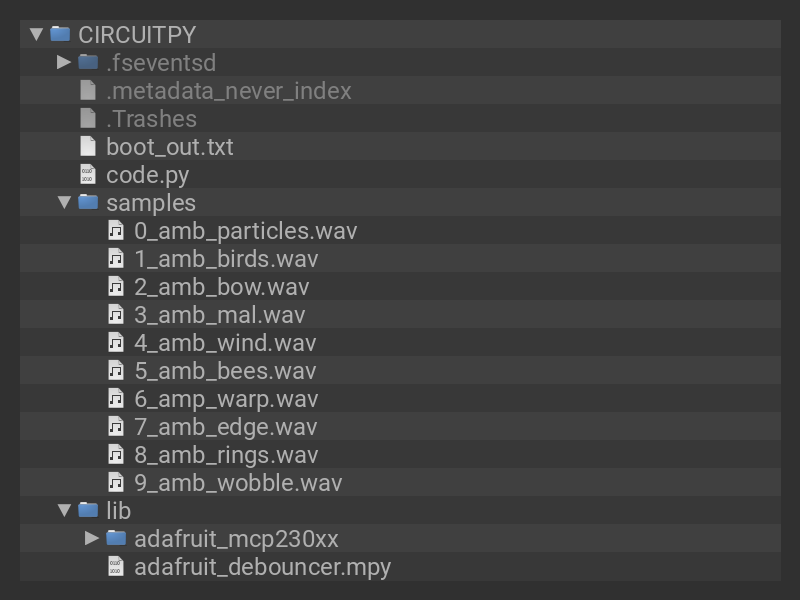 CIRCUITPY
.fseventsd
.metadata_never_index
.Trashes
boot_out.txt
code.py
samples
0_amb_particles.wav
1_amb_birds.wav
2_amb_bow.wav
3_amb_mal.wav
4_amb_wind.wav
5_amb_bees.wav
6_amp_warp.wav
7_amb_edge.wav
8_amb_rings.wav
9_amb_wobble.wav
lib
adafruit_mcp230xx
adafruit_debouncer.mpy